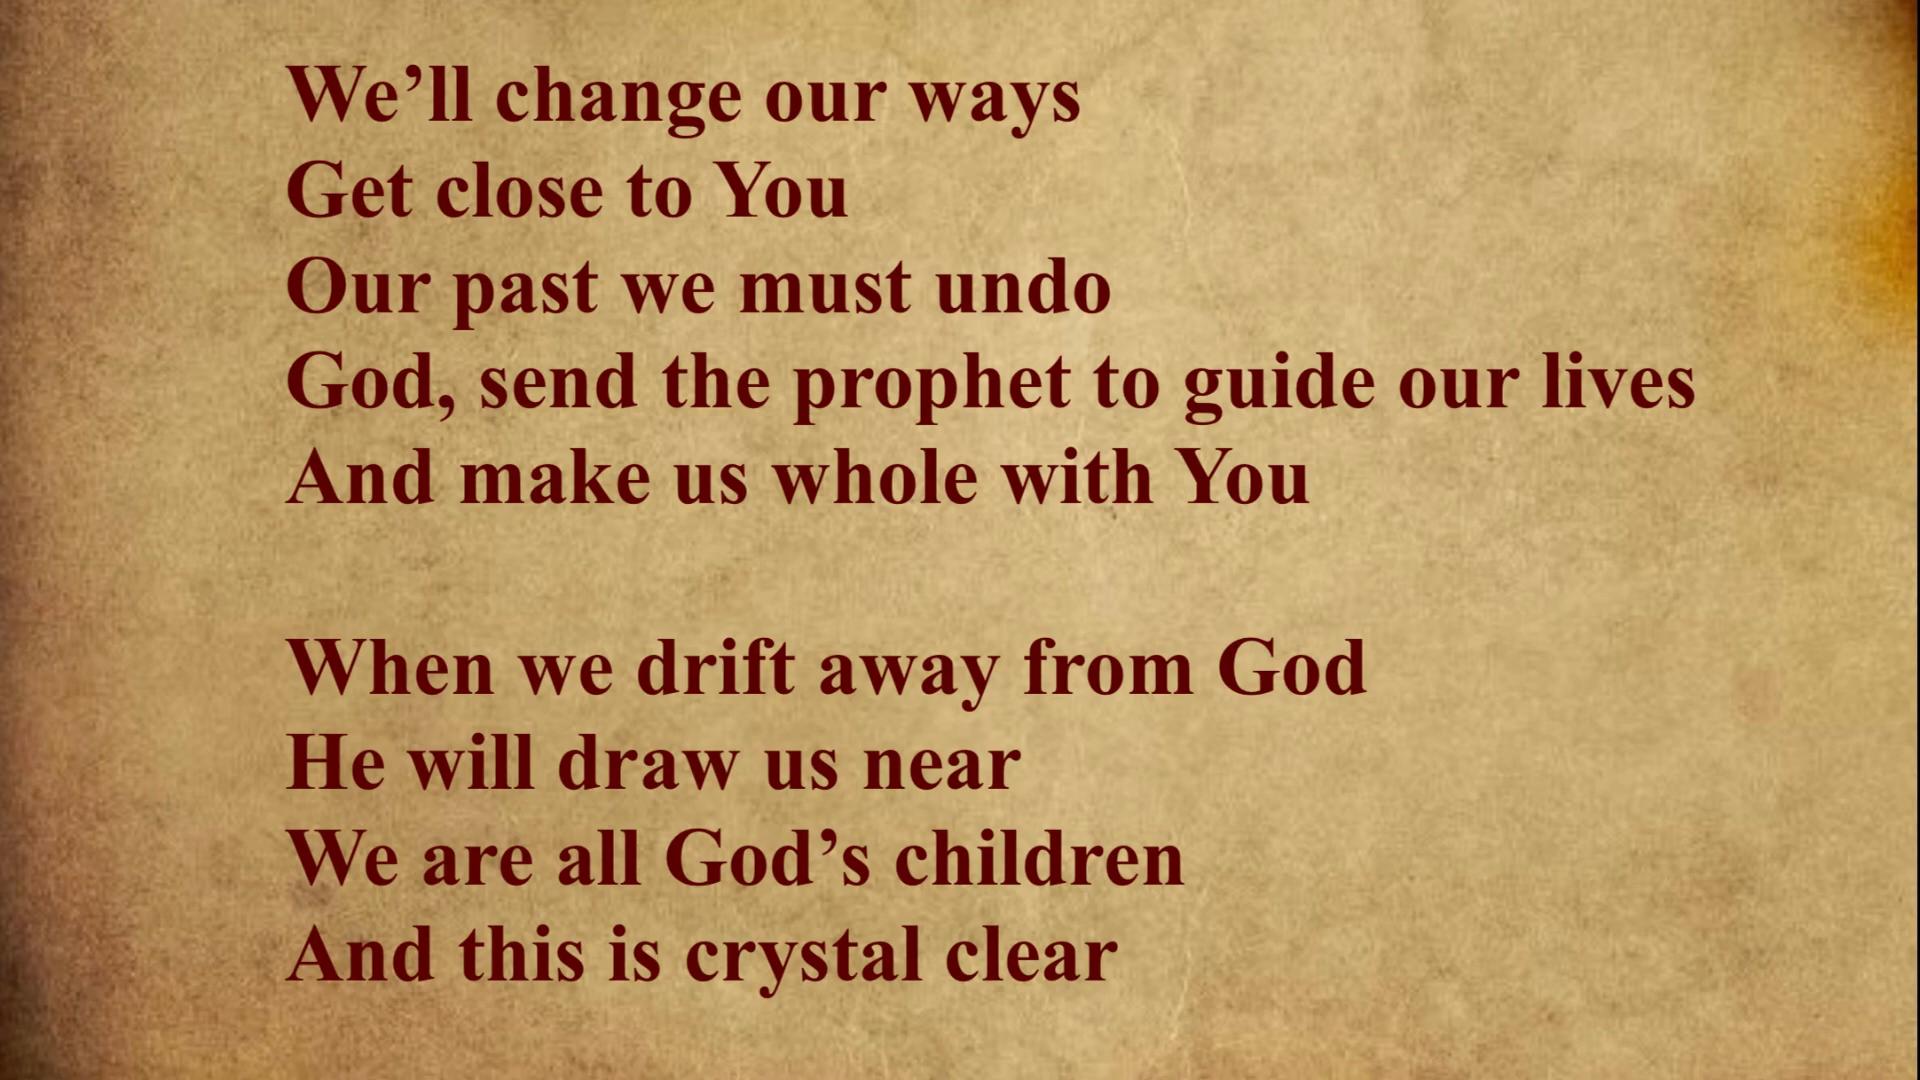 We’ll change our ways
Get close to You
Our past we must undo
God, send the prophet to guide our lives
And make us whole with You
When we drift away from God
He will draw us near
We are all God’s children
And this is crystal clear